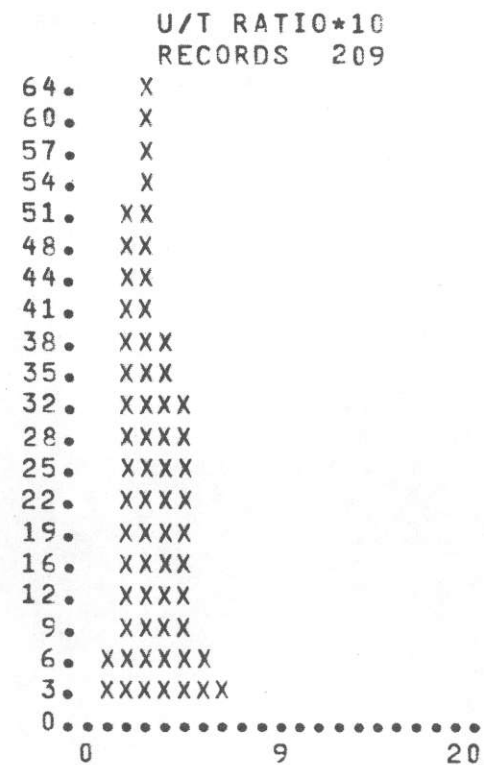 U/T RATIO*10
RECORDS 209
64. X
60. X
57. X
54. X
51. XX
48. XX
44. XX
41. XX
38. XXX
35. XXX
32. XXXX
28. XXXX
25. XXXX
22. XXXX
19. XXXX
16. XXXX
12. XXXX
9. XXXX
6. XXXXXX
3. XXXXXXX
0......................
0 9 20